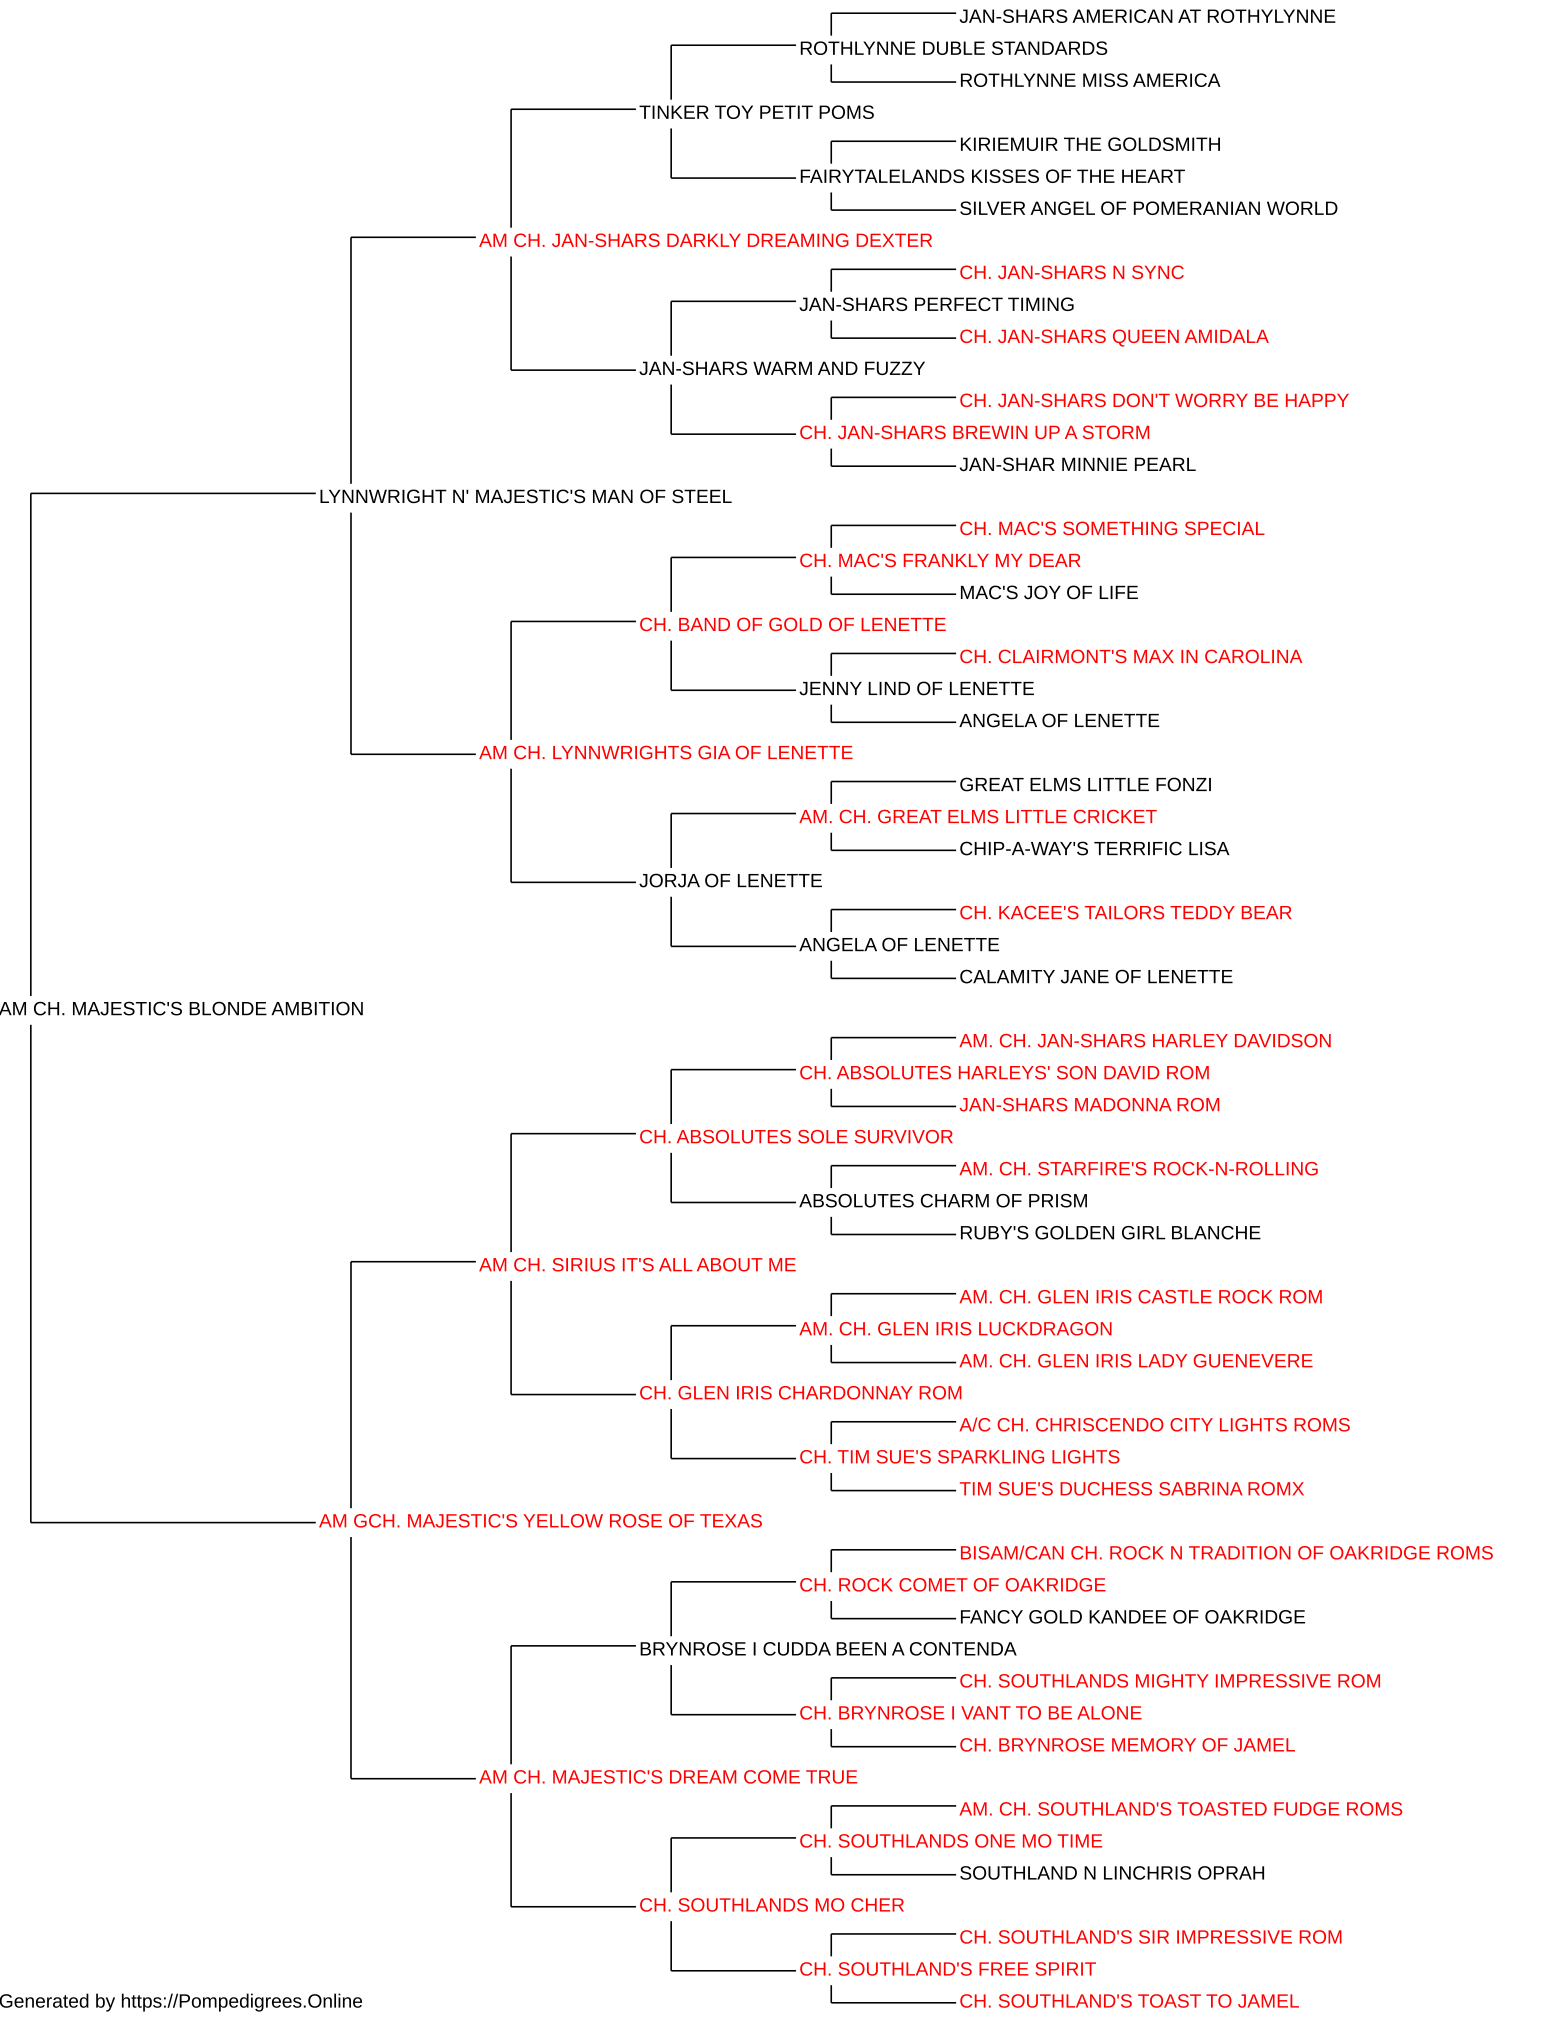 JAN-SHARS AMERICAN AT ROTHYLYNNE
ROTHLYNNE DUBLE STANDARDS
ROTHLYNNE MISS AMERICA
TINKER TOY PETIT POMS
KIRIEMUIR THE GOLDSMITH
FAIRYTALELANDS KISSES OF THE HEART
SILVER ANGEL OF POMERANIAN WORLD
AM CH. JAN-SHARS DARKLY DREAMING DEXTER
CH. JAN-SHARS N SYNC
JAN-SHARS PERFECT TIMING
CH. JAN-SHARS QUEEN AMIDALA
JAN-SHARS WARM AND FUZZY
CH. JAN-SHARS DON'T WORRY BE HAPPY
CH. JAN-SHARS BREWIN UP A STORM
JAN-SHAR MINNIE PEARL
LYNNWRIGHT N' MAJESTIC'S MAN OF STEEL
CH. MAC'S SOMETHING SPECIAL
CH. MAC'S FRANKLY MY DEAR
MAC'S JOY OF LIFE
CH. BAND OF GOLD OF LENETTE
CH. CLAIRMONT'S MAX IN CAROLINA
JENNY LIND OF LENETTE
ANGELA OF LENETTE
AM CH. LYNNWRIGHTS GIA OF LENETTE
GREAT ELMS LITTLE FONZI
AM. CH. GREAT ELMS LITTLE CRICKET
CHIP-A-WAY'S TERRIFIC LISA
JORJA OF LENETTE
CH. KACEE'S TAILORS TEDDY BEAR
ANGELA OF LENETTE
CALAMITY JANE OF LENETTE
AM CH. MAJESTIC'S BLONDE AMBITION
AM. CH. JAN-SHARS HARLEY DAVIDSON
CH. ABSOLUTES HARLEYS' SON DAVID ROM
JAN-SHARS MADONNA ROM
CH. ABSOLUTES SOLE SURVIVOR
AM. CH. STARFIRE'S ROCK-N-ROLLING
ABSOLUTES CHARM OF PRISM
RUBY'S GOLDEN GIRL BLANCHE
AM CH. SIRIUS IT'S ALL ABOUT ME
AM. CH. GLEN IRIS CASTLE ROCK ROM
AM. CH. GLEN IRIS LUCKDRAGON
AM. CH. GLEN IRIS LADY GUENEVERE
CH. GLEN IRIS CHARDONNAY ROM
A/C CH. CHRISCENDO CITY LIGHTS ROMS
CH. TIM SUE'S SPARKLING LIGHTS
TIM SUE'S DUCHESS SABRINA ROMX
AM GCH. MAJESTIC'S YELLOW ROSE OF TEXAS
BISAM/CAN CH. ROCK N TRADITION OF OAKRIDGE ROMS
CH. ROCK COMET OF OAKRIDGE
FANCY GOLD KANDEE OF OAKRIDGE
BRYNROSE I CUDDA BEEN A CONTENDA
CH. SOUTHLANDS MIGHTY IMPRESSIVE ROM
CH. BRYNROSE I VANT TO BE ALONE
CH. BRYNROSE MEMORY OF JAMEL
AM CH. MAJESTIC'S DREAM COME TRUE
AM. CH. SOUTHLAND'S TOASTED FUDGE ROMS
CH. SOUTHLANDS ONE MO TIME
SOUTHLAND N LINCHRIS OPRAH
CH. SOUTHLANDS MO CHER
CH. SOUTHLAND'S SIR IMPRESSIVE ROM
CH. SOUTHLAND'S FREE SPIRIT
CH. SOUTHLAND'S TOAST TO JAMEL
Generated by https://Pompedigrees.Online